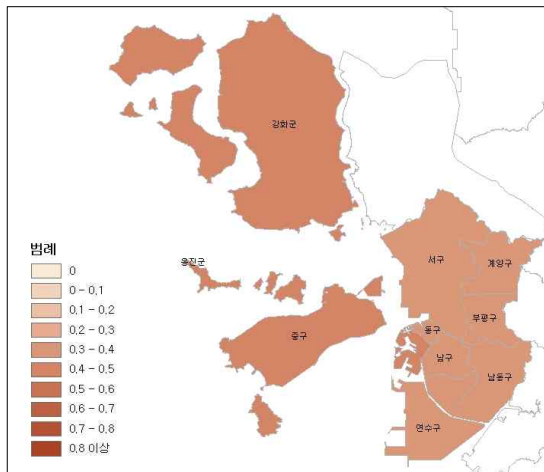 강화군
옹진군
서구
계양구
중구
동구
부평구
남구
남동구
연수구
범례
0
0 - 0.1
0.1 - 0.2
0.2 - 0.3
0.3 - 0.4
0.4 - 0.5
0.5 - 0.6
0.6 - 0.7
0.7 - 0.8
0.8 이상